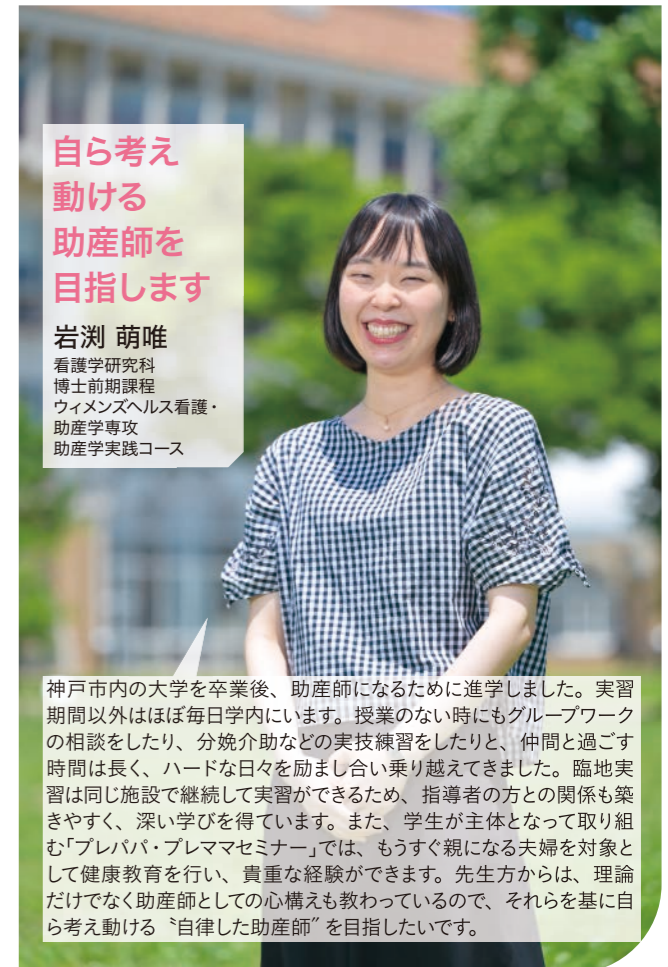 自ら考え
動ける
助産師を
目指します
岩渕 萌唯
看護学研究科
博士前期課程
ウィメンズヘルス看護・
助産学専攻
助産学実践コース
神戸市内の大学を卒業後、助産師になるために進学しました。実習
期間以外はほぼ毎日学内にいます。授業のない時にもグループワーク
の相談をしたり、分娩介助などの実技練習をしたりと、仲間と過ごす
時間は長く、ハードな日々を励まし合い乗り越えてきました。臨地実
習は同じ施設で継続して実習ができるため、指導者の方との関係も築
きやすく、深い学びを得ています。また、学生が主体となって取り組
む「プレパパ・プレママセミナー」では、もうすぐ親になる夫婦を対象と
して健康教育を行い、貴重な経験ができます。先生方からは、理論
だけでなく助産師としての心構えも教わっているので、それらを基に自
ら考え動ける〝自律した助産師〟を目指したいです。